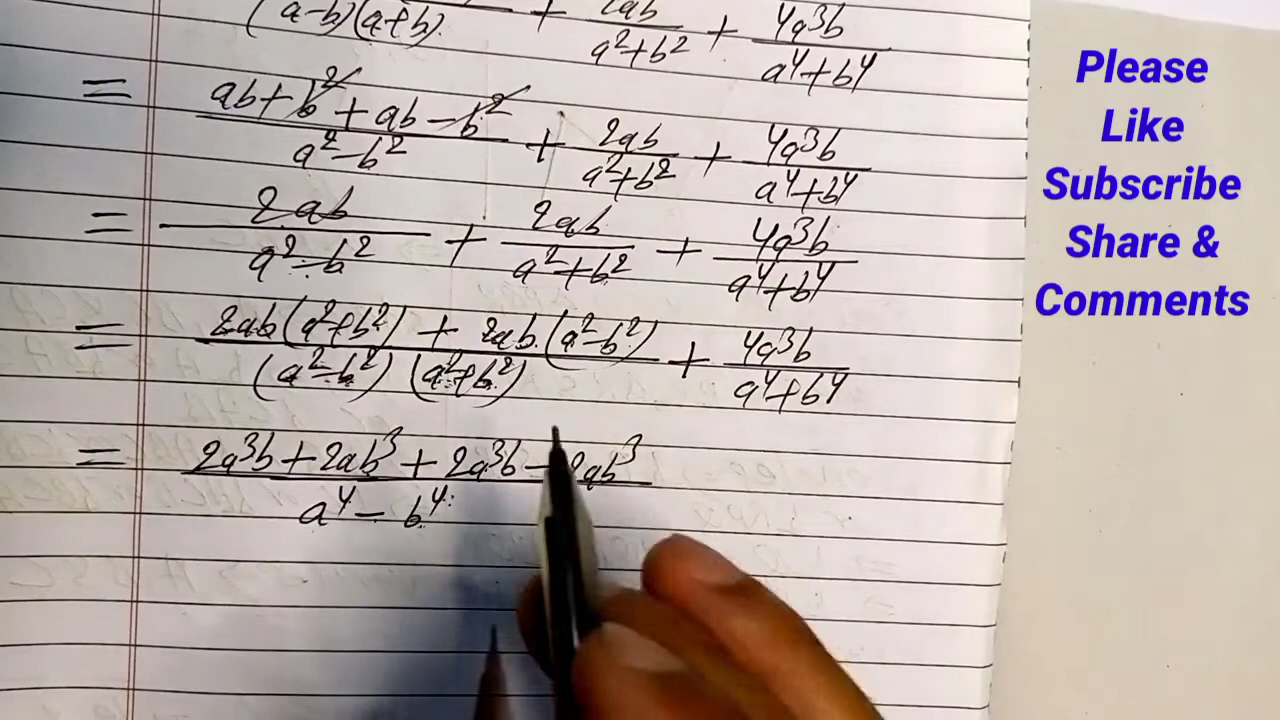 (a-b)(a+b) + 2ab/a²+b² + 4a³b/a⁴+b⁴
= ab+b²+ab-b²/a²-b² + 2ab/a²+b² + 4a³b/a⁴+b⁴
= 2ab/a²-b² + 2ab/a²+b² + 4a³b/a⁴+b⁴
= 2ab(a²+b²) + 2ab.(a²-b²)/(a²-b²)(a²+b²) + 4a³b/a⁴+b⁴
= 2a³b+2ab³+2a³b-2ab³/a⁴-b⁴
Please
Like
Subscribe
Share &
Comments